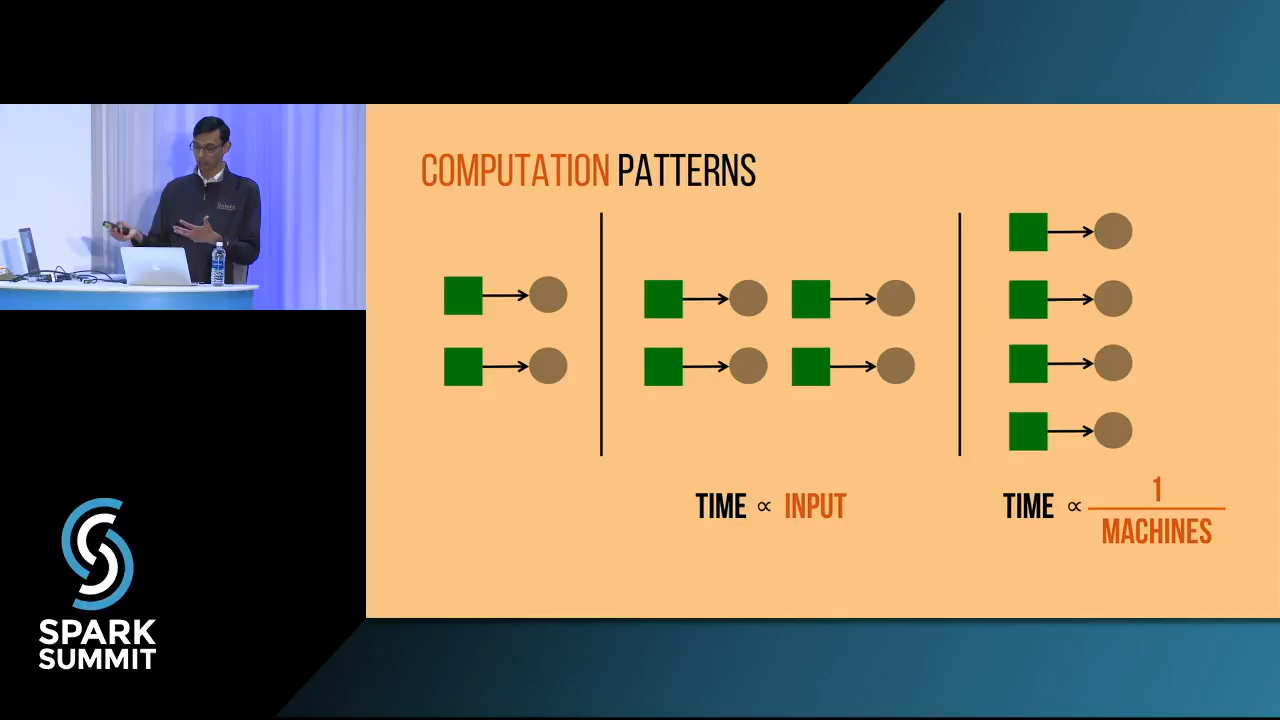 COMPUTATION PATTERNS
TIME ∝ INPUT
TIME ∝ 1
MACHINES
SPARK
SUMMIT